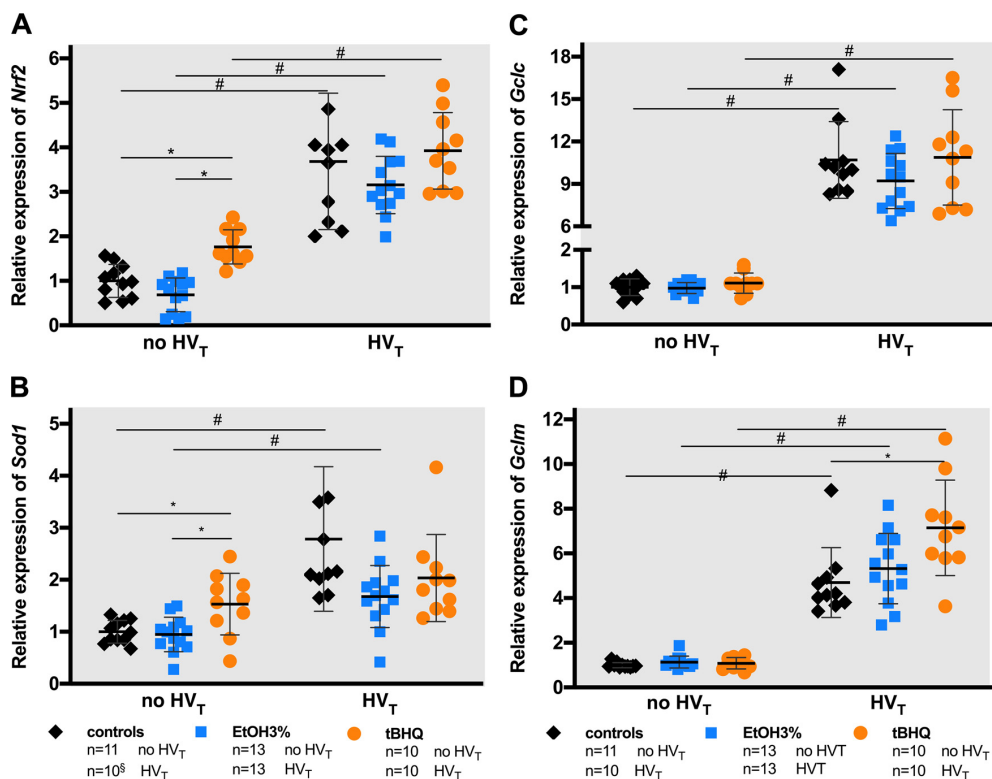 A
Relative expression of Nrf2
6
5
4
3
2
1
0
#
#
#
*
*
no HVT
HVT
C
Relative expression of Gclc
18
15
12
9
6
2
1
0
#
#
#
no HVT
HVT
B
Relative expression of Sod1
5
4
3
2
1
0
#
#
*
*
no HVT
HVT
D
Relative expression of Gclm
12
10
8
6
4
2
0
#
#
#
*
no HVT
HVT
controls EtOH3% tBHQ
n=11 no HVT n=13 no HVT n=10 no HVT
n=10§ HVT n=13 HVT n=10 HVT
controls EtOH3% tBHQ
n=11 no HVT n=13 no HVT n=10 no HVT
n=10 HVT n=13 HVT n=10 HVT